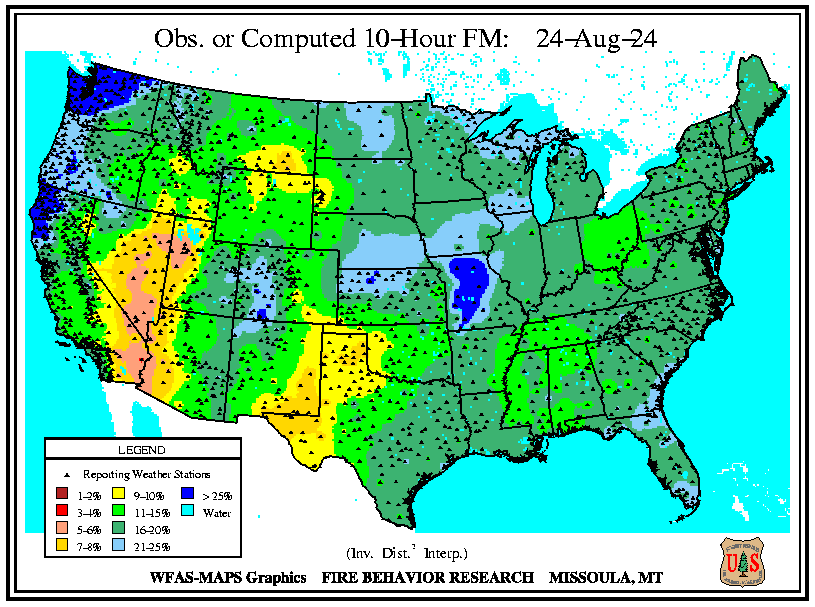 Obs. or Computed 10-Hour FM: 24-Aug-24
LEGEND
Reporting Weather Stations
1-2% 9-10% > 25%
3-4% 11-15% Water
5-6% 16-20%
7-8% 21-25%
(Inv. Dist.² Interp.)
WFAS-MAPS Graphics FIRE BEHAVIOR RESEARCH MISSOULA, MT
U S